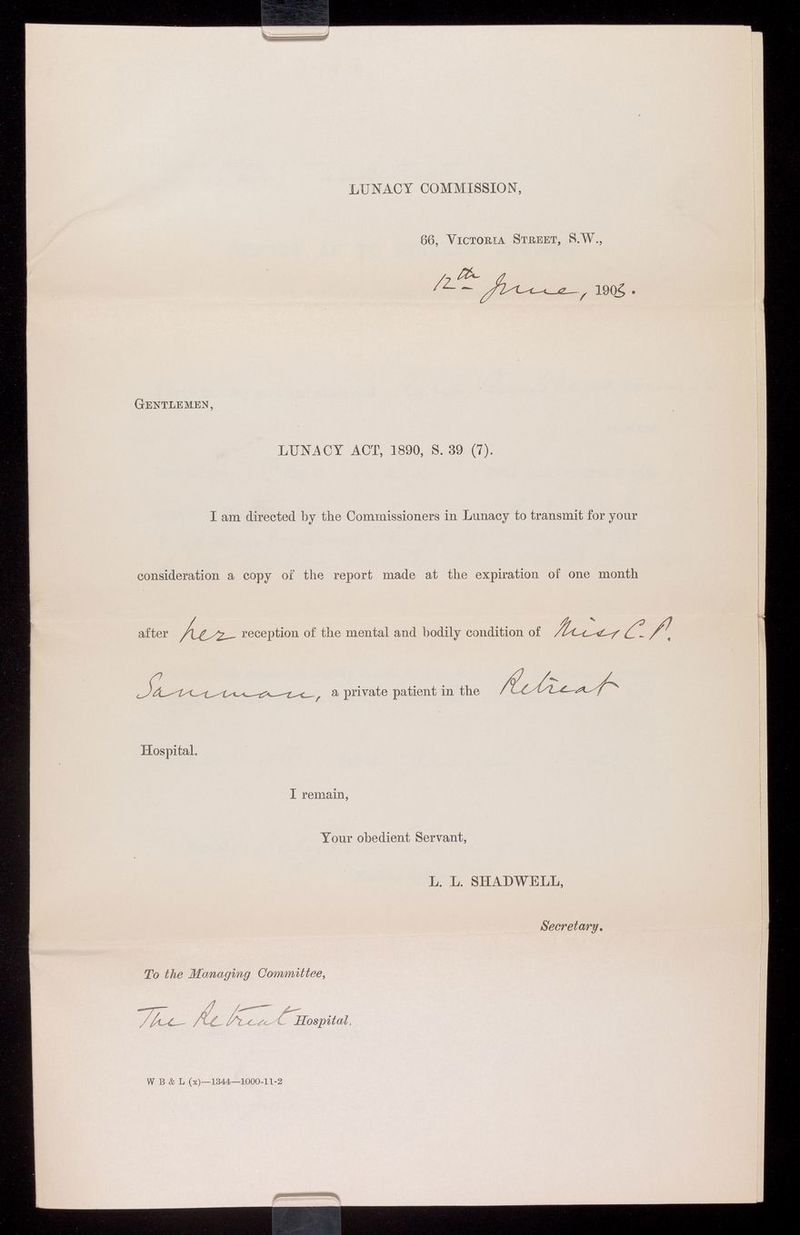 LUNACY COMMISSION,
66, VICTORIA STREET, S.W.,
12th June, 1905.
GENTLEMEN,
LUNACY ACT, 1890, S. 39 (7).
I am directed by the Commissioners in Lunacy to transmit for your
consideration a copy of the report made at the expiration of one month
after her reception of the mental and bodily condition of Miss C. P.
a private patient in the Retreat
Hospital.
I remain,
Your obedient Servant,
L. L. SHADWELL,
Secretary.
To the Managing Committee,
The Retreat Hospital.
W B & L (x)—1344—1000-11-2